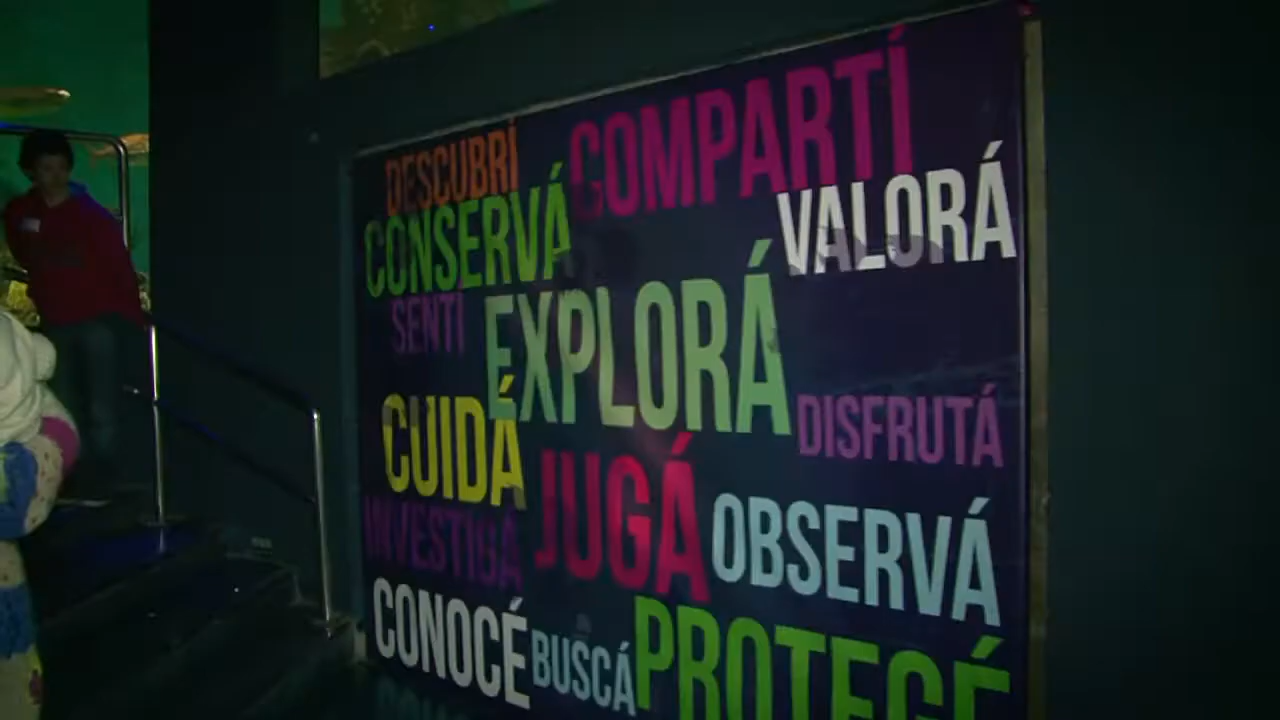 DESCUBRÍ
COMPARTÍ
CONSERVÁ
VALORÁ
SENTÍ
EXPLORÁ
CUIDÁ
DISFRUTÁ
INVESTIGÁ
JUGÁ
OBSERVÁ
CONOCÉ
BUSCÁ
PROTEGÉ